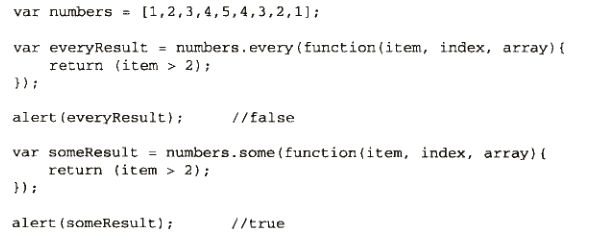 var numbers = [1,2,3,4,5,4,3,2,1];
var everyResult = numbers.every(function(item, index, array){
    return (item > 2);
});
alert(everyResult);      //false
var someResult = numbers.some(function(item, index, array){
    return (item > 2);
});
alert(someResult);       //true